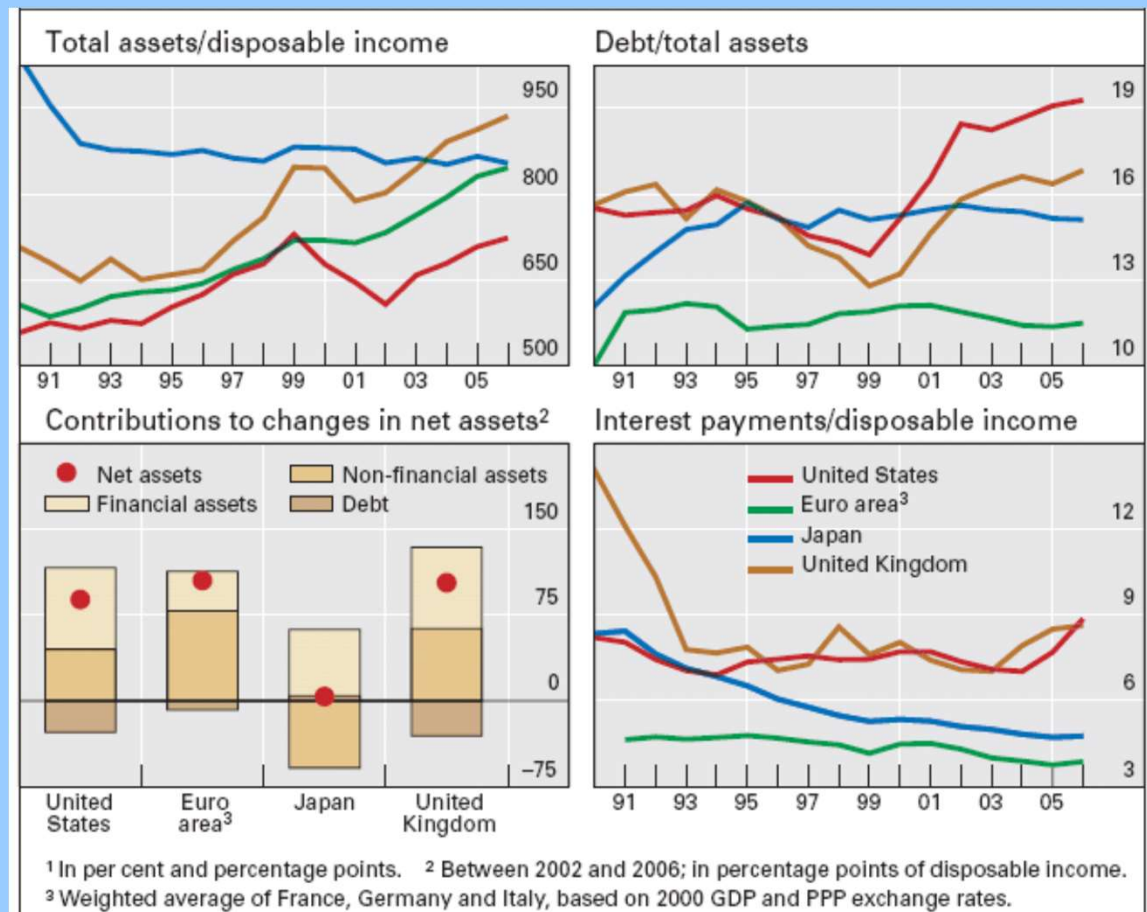 Total assets/disposable income
950
800
650
500
91 93 95 97 99 01 03 05
Debt/total assets
19
16
13
10
91 93 95 97 99 01 03 05
Contributions to changes in net assets²
Net assets
Non-financial assets
Financial assets
Debt
150
75
0
–75
United States
Euro area³
Japan
United Kingdom
Interest payments/disposable income
United States
Euro area³
Japan
United Kingdom
12
9
6
3
91 93 95 97 99 01 03 05
¹ In per cent and percentage points. ² Between 2002 and 2006; in percentage points of disposable income.
³ Weighted average of France, Germany and Italy, based on 2000 GDP and PPP exchange rates.